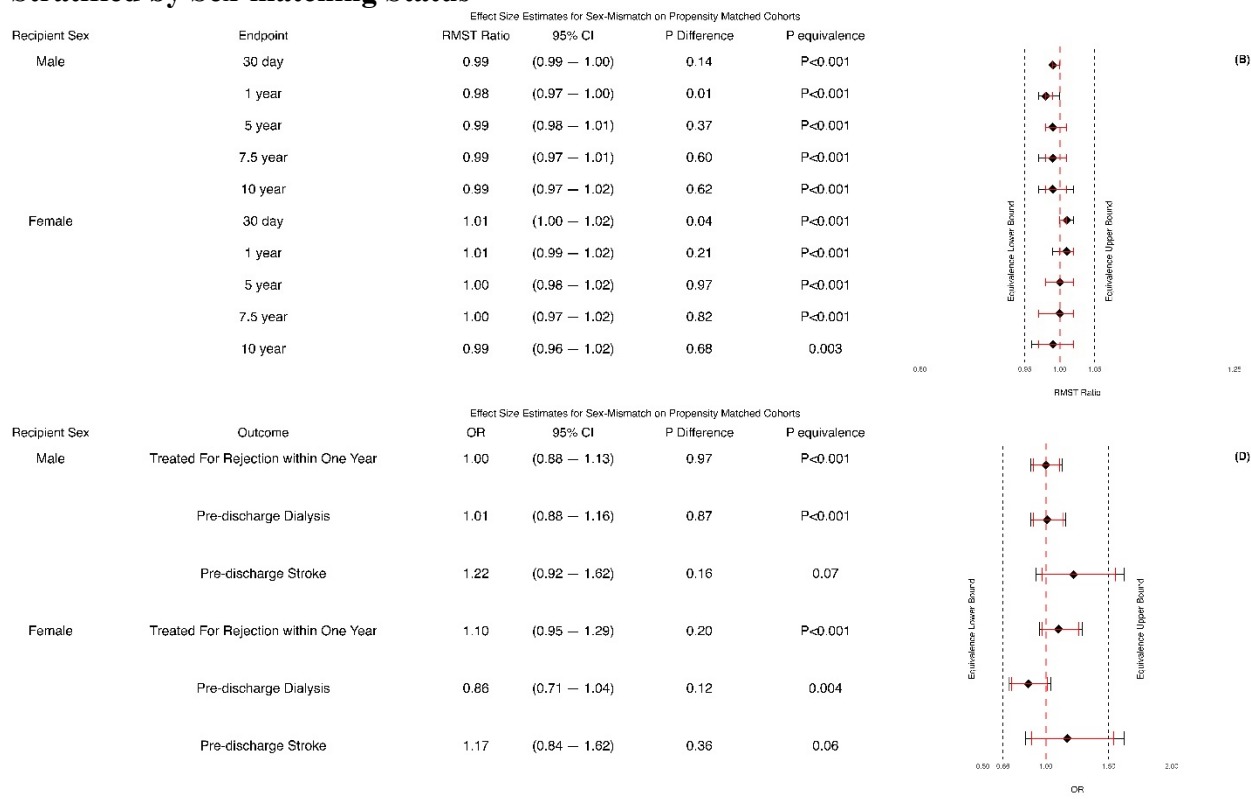 Stratified by Sex-matching Status
Effect Size Estimates for Sex-Mismatch on Propensity Matched Cohorts
Recipient Sex Endpoint RMST Ratio 95% CI P Difference P equivalence
Male 30 day 0.99 (0.99 — 1.00) 0.14 P<0.001
(B)
1 year 0.98 (0.97 — 1.00) 0.01 P<0.001
5 year 0.99 (0.98 — 1.01) 0.37 P<0.001
7.5 year 0.99 (0.97 — 1.01) 0.60 P<0.001
10 year 0.99 (0.97 — 1.02) 0.62 P<0.001
Female 30 day 1.01 (1.00 — 1.02) 0.04 P<0.001
1 year 1.01 (0.99 — 1.02) 0.21 P<0.001
5 year 1.00 (0.98 — 1.02) 0.97 P<0.001
7.5 year 1.00 (0.97 — 1.02) 0.82 P<0.001
10 year 0.99 (0.96 — 1.02) 0.68 0.003
Equivalence Lower Bound
Equivalence Upper Bound
0.80 0.95 1.00 1.05 1.25
RMST Ratio
Effect Size Estimates for Sex-Mismatch on Propensity Matched Cohorts
Recipient Sex Outcome OR 95% CI P Difference P equivalence
Male Treated For Rejection within One Year 1.00 (0.88 — 1.13) 0.97 P<0.001
(D)
Pre-discharge Dialysis 1.01 (0.88 — 1.16) 0.87 P<0.001
Pre-discharge Stroke 1.22 (0.92 — 1.62) 0.16 0.07
Female Treated For Rejection within One Year 1.10 (0.95 — 1.29) 0.20 P<0.001
Pre-discharge Dialysis 0.86 (0.71 — 1.04) 0.12 0.004
Pre-discharge Stroke 1.17 (0.84 — 1.62) 0.36 0.06
Equivalence Lower Bound
Equivalence Upper Bound
0.50 0.66 1.00 1.50 2.00
OR